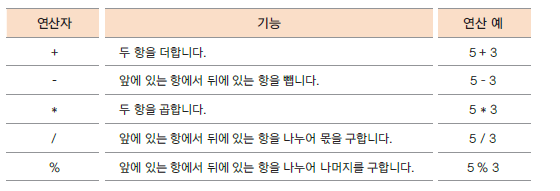 연산자 기능 연산 예
+ 두 항을 더합니다. 5 + 3
- 앞에 있는 항에서 뒤에 있는 항을 뺍니다. 5 - 3
* 두 항을 곱합니다. 5 * 3
/ 앞에 있는 항에서 뒤에 있는 항을 나누어 몫을 구합니다. 5 / 3
% 앞에 있는 항에서 뒤에 있는 항을 나누어 나머지를 구합니다. 5 % 3